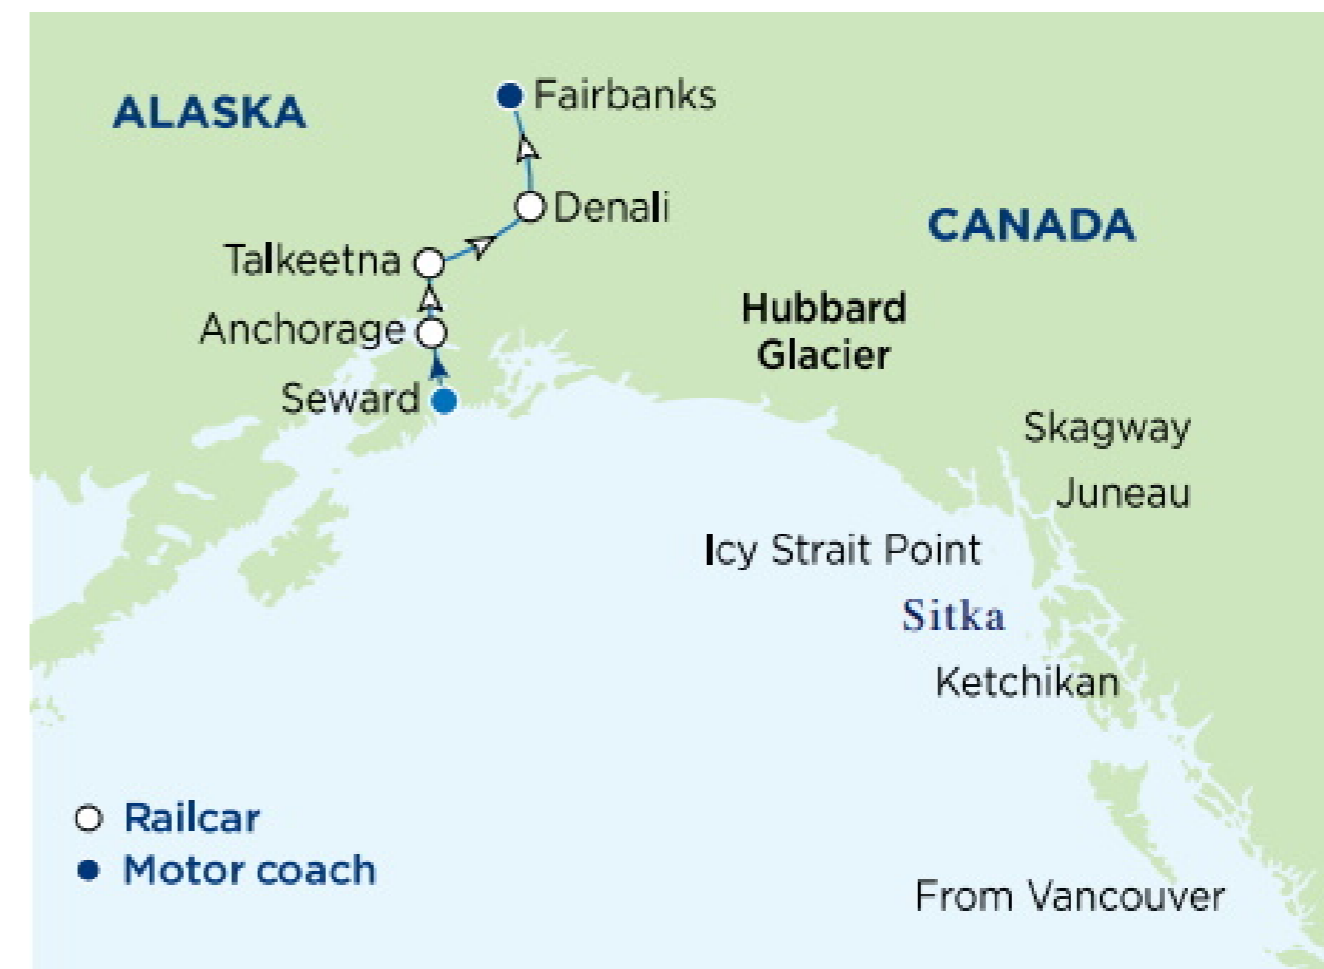 Fairbanks
ALASKA
Denali
CANADA
Talkeetna
Hubbard
Glacier
Anchorage
Seward
Skagway
Juneau
Icy Strait Point
Sitka
Ketchikan
Railcar
Motor coach
From Vancouver